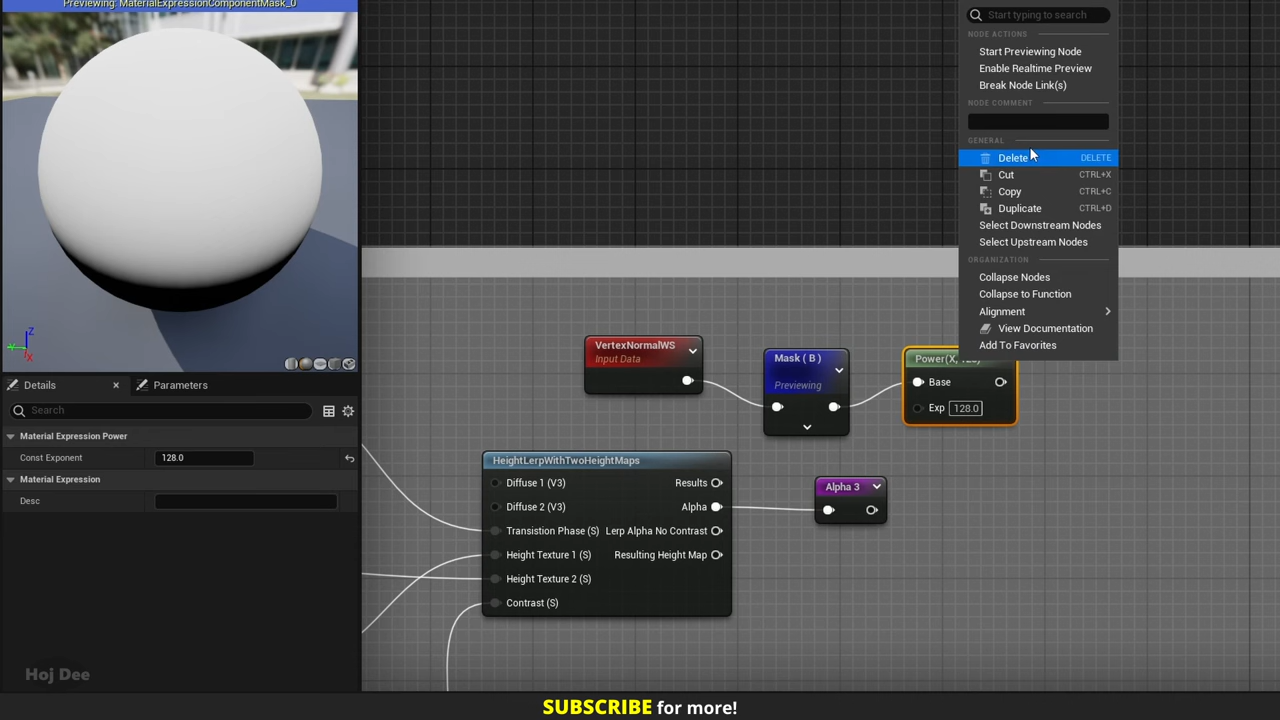 Previewing: MaterialExpressionComponentMask_0
Z
Y
X
Details
Parameters
Search
Material Expression Power
Const Exponent
128.0
Material Expression
Desc
Hoj Dee
Start typing to search
NODE ACTIONS
Start Previewing Node
Enable Realtime Preview
Break Node Link(s)
NODE COMMENT
GENERAL
Delete DELETE
Cut CTRL+X
Copy CTRL+C
Duplicate CTRL+D
Select Downstream Nodes
Select Upstream Nodes
ORGANIZATION
Collapse Nodes
Collapse to Function
Alignment
View Documentation
Add To Favorites
VertexNormalWS
Input Data
Mask ( B )
Previewing
Power(X, 128)
Base
Exp 128.0
HeightLerpWithTwoHeightMaps
Diffuse 1 (V3) Results
Diffuse 2 (V3) Alpha
Transition Phase (S) Lerp Alpha No Contrast
Height Texture 1 (S) Resulting Height Map
Height Texture 2 (S)
Contrast (S)
Alpha 3
SUBSCRIBE for more!